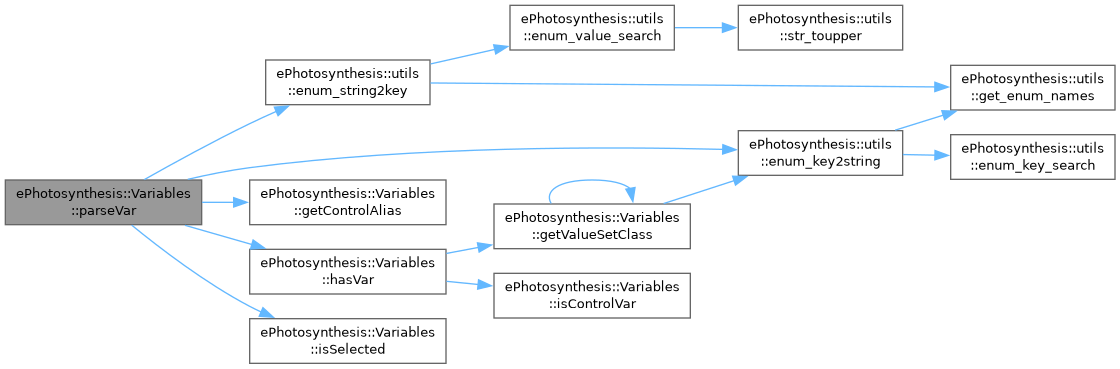 ePhotosynthesis::Variables
::parseVar
ePhotosynthesis::utils
::enum_string2key
ePhotosynthesis::utils
::enum_value_search
ePhotosynthesis::utils
::str_toupper
ePhotosynthesis::utils
::get_enum_names
ePhotosynthesis::utils
::enum_key2string
ePhotosynthesis::utils
::enum_key_search
ePhotosynthesis::Variables
::getControlAlias
ePhotosynthesis::Variables
::hasVar
ePhotosynthesis::Variables
::getValueSetClass
ePhotosynthesis::Variables
::isControlVar
ePhotosynthesis::Variables
::isSelected